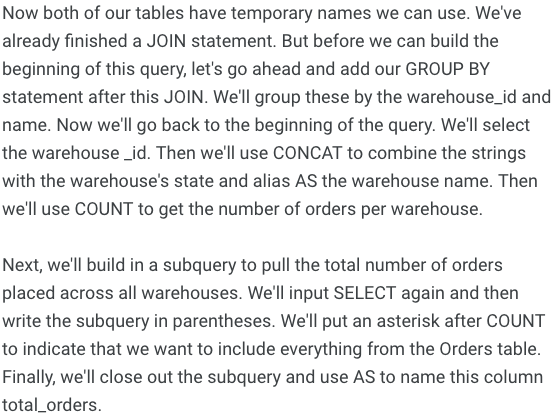 Now both of our tables have temporary names we can use. We've
already finished a JOIN statement. But before we can build the
beginning of this query, let's go ahead and add our GROUP BY
statement after this JOIN. We'll group these by the warehouse_id and
name. Now we'll go back to the beginning of the query. We'll select
the warehouse _id. Then we'll use CONCAT to combine the strings
with the warehouse's state and alias AS the warehouse name. Then
we'll use COUNT to get the number of orders per warehouse.

Next, we'll build in a subquery to pull the total number of orders
placed across all warehouses. We'll input SELECT again and then
write the subquery in parentheses. We'll put an asterisk after COUNT
to indicate that we want to include everything from the Orders table.
Finally, we'll close out the subquery and use AS to name this column
total_orders.